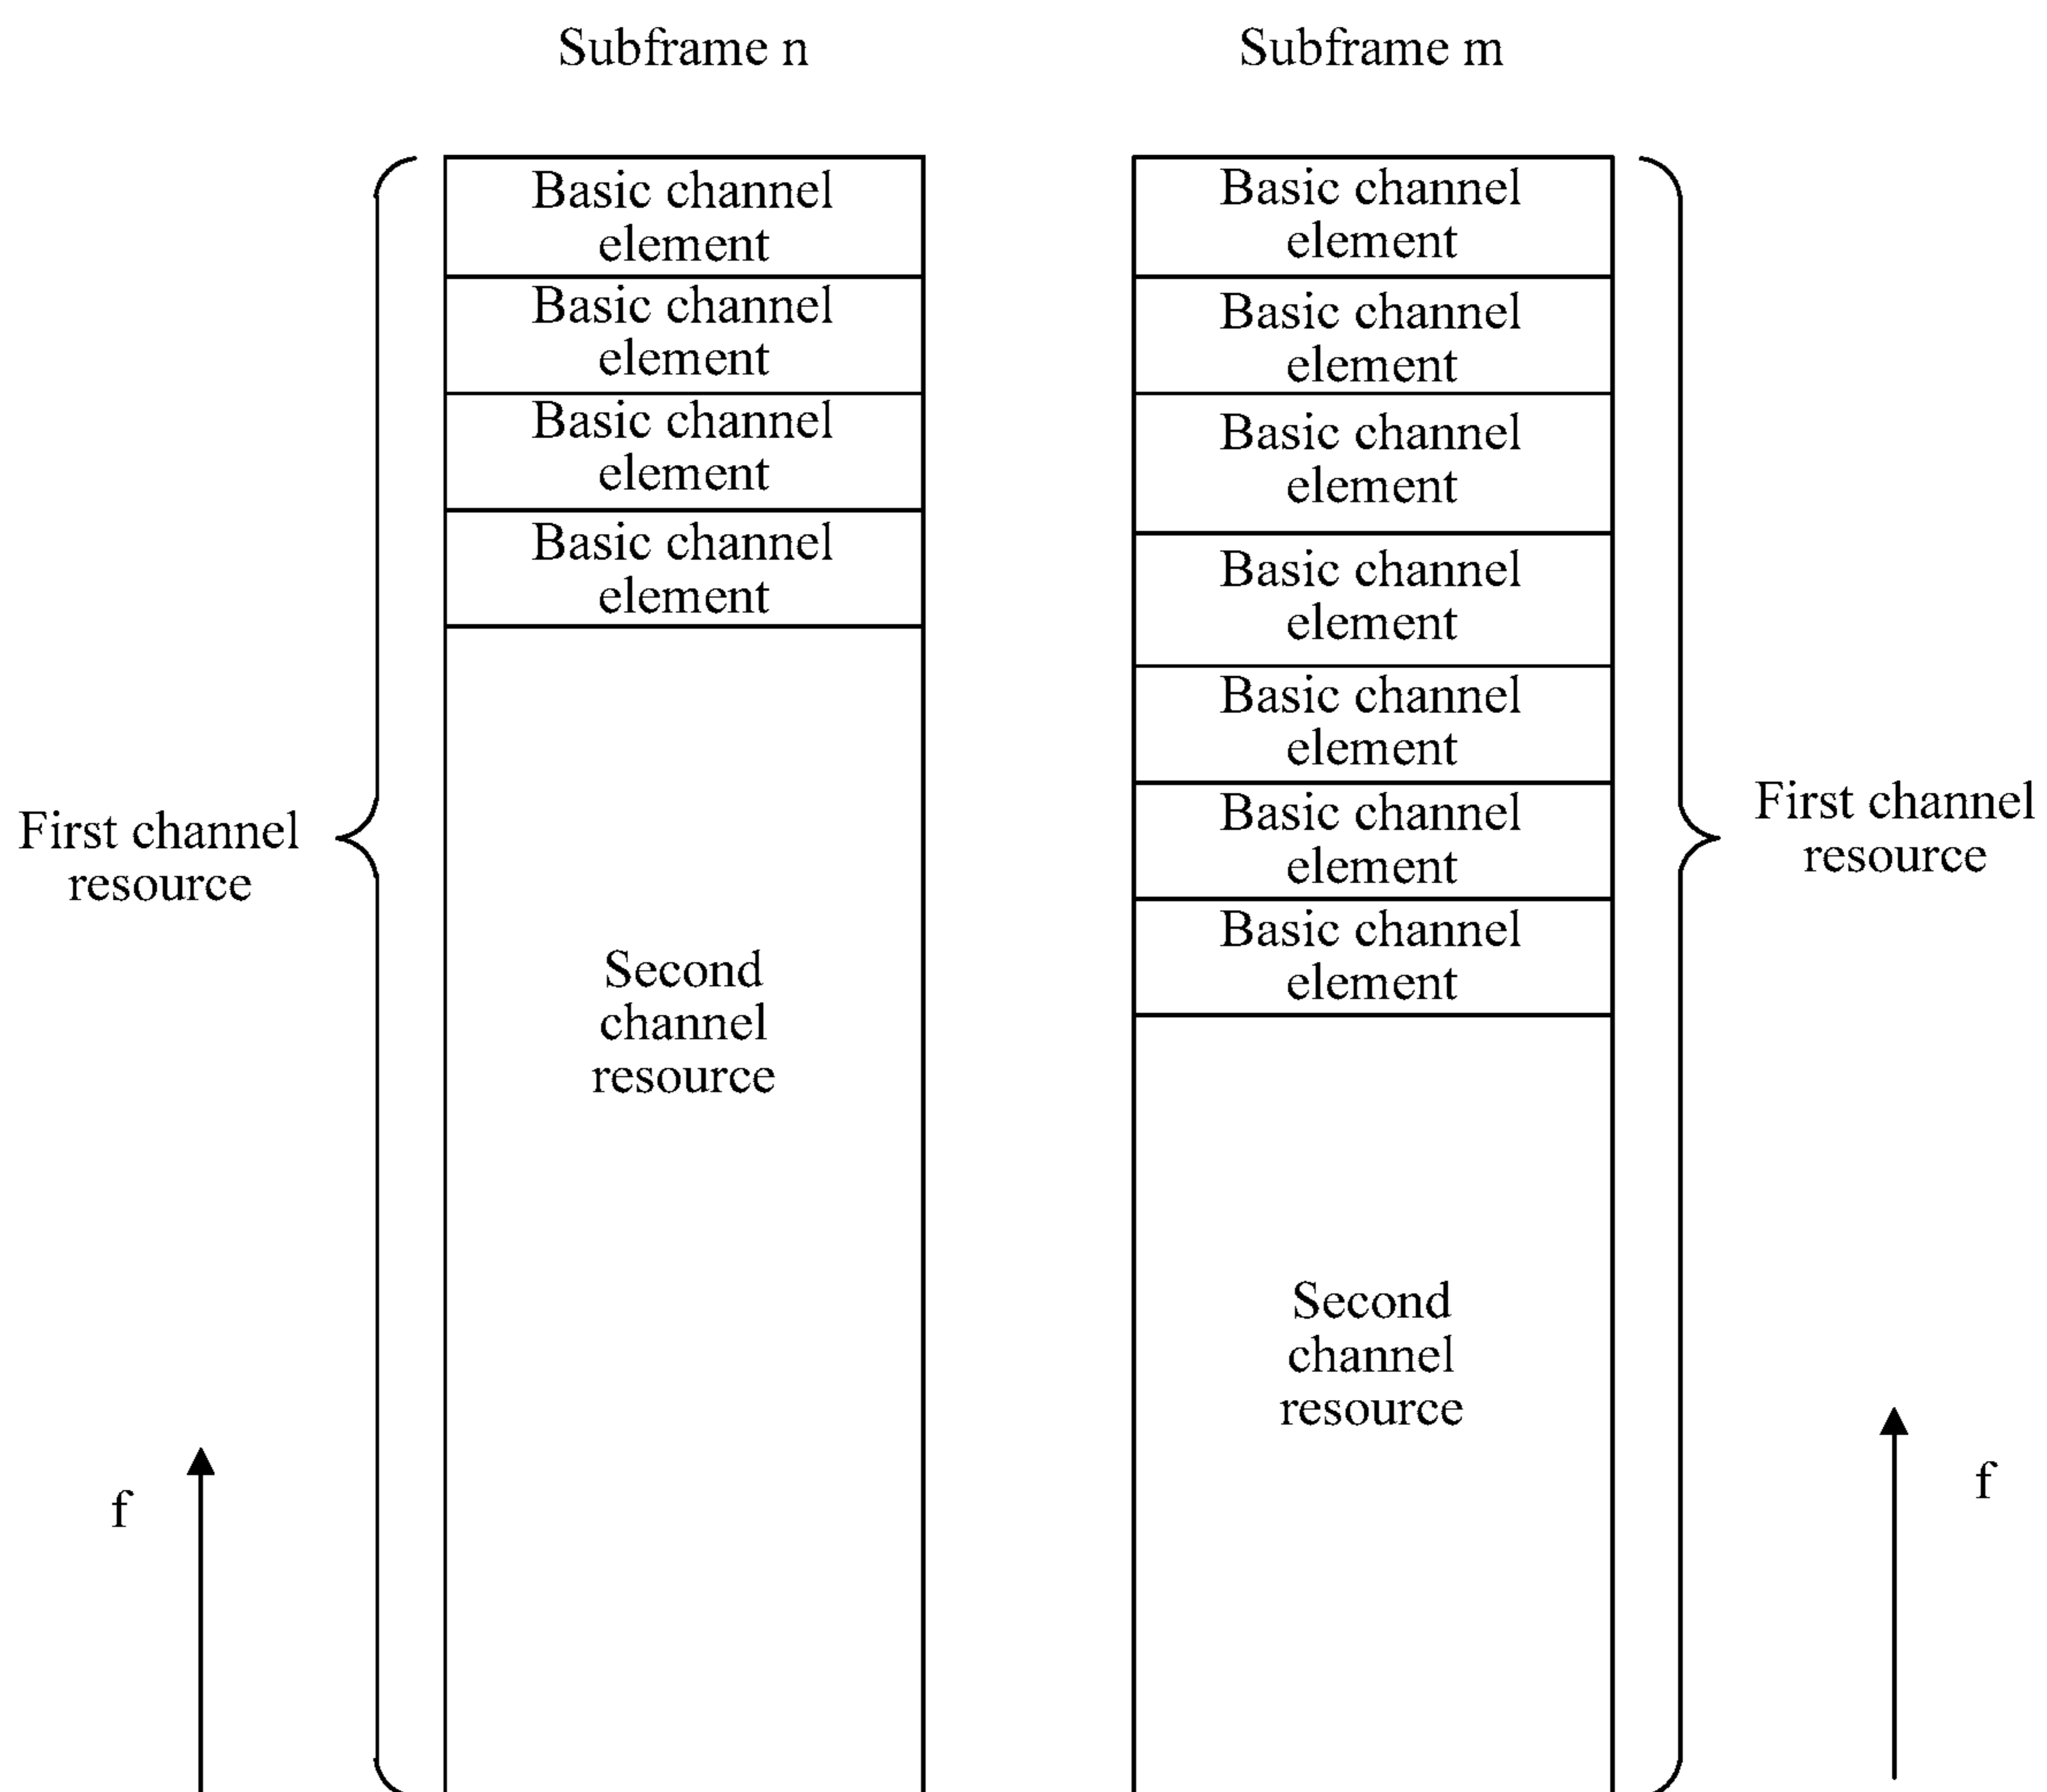 Subframe n
Subframe m
Basic channel
element
Basic channel
element
Basic channel
element
Basic channel
element
Second
channel
resource
First channel
resource
f
Basic channel
element
Basic channel
element
Basic channel
element
Basic channel
element
Basic channel
element
Basic channel
element
Basic channel
element
Second
channel
resource
First channel
resource
f